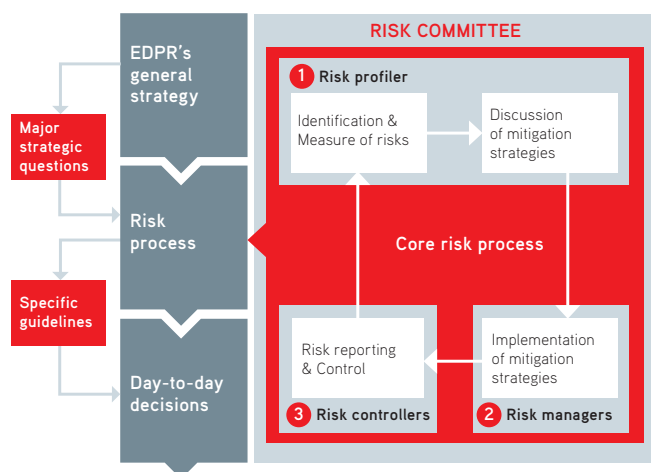 EDPR's
general
strategy
Major
strategic
questions
Risk
process
Specific
guidelines
Day-to-day
decisions
RISK COMMITTEE
1 Risk profiler
Identification &
Measure of risks
Discussion
of mitigation
strategies
Core risk process
Risk reporting
& Control
Implementation
of mitigation
strategies
3 Risk controllers
2 Risk managers